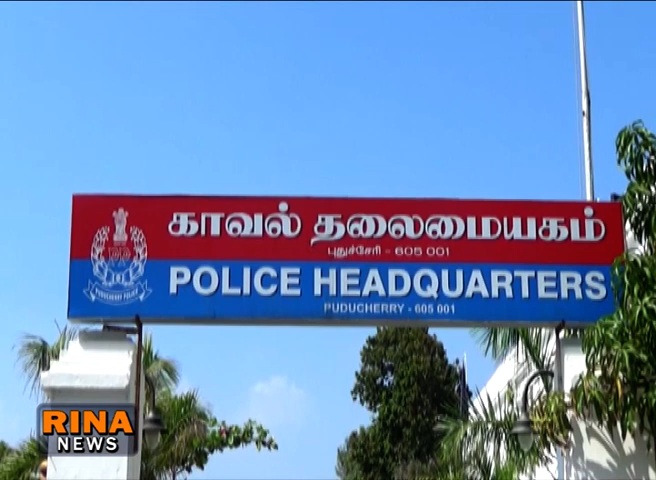 காவல் தலைமையகம்
புதுச்சேரி - 605 001
POLICE HEADQUARTERS
PUDUCHERRY - 605 001
RINA
NEWS